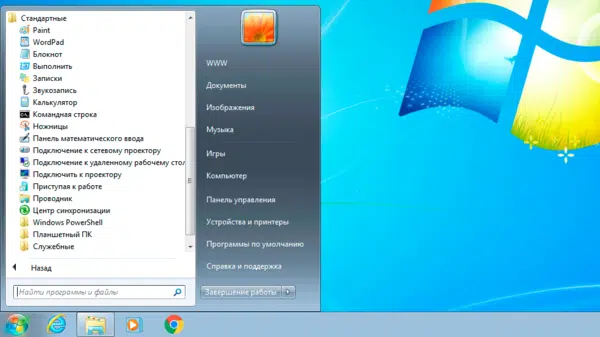 Стандартные
Paint
WordPad
Блокнот
Выполнить
Записки
Звукозапись
Калькулятор
Командная строка
Ножницы
Панель математического ввода
Подключение к сетевому проектору
Подключение к удаленному рабочему стол
Подключить к проектору
Приступая к работе
Проводник
Центр синхронизации
Windows PowerShell
Планшетный ПК
Служебные
Назад
Найти программы и файлы
WWW
Документы
Изображения
Музыка
Игры
Компьютер
Панель управления
Устройства и принтеры
Программы по умолчанию
Справка и поддержка
Завершение работы